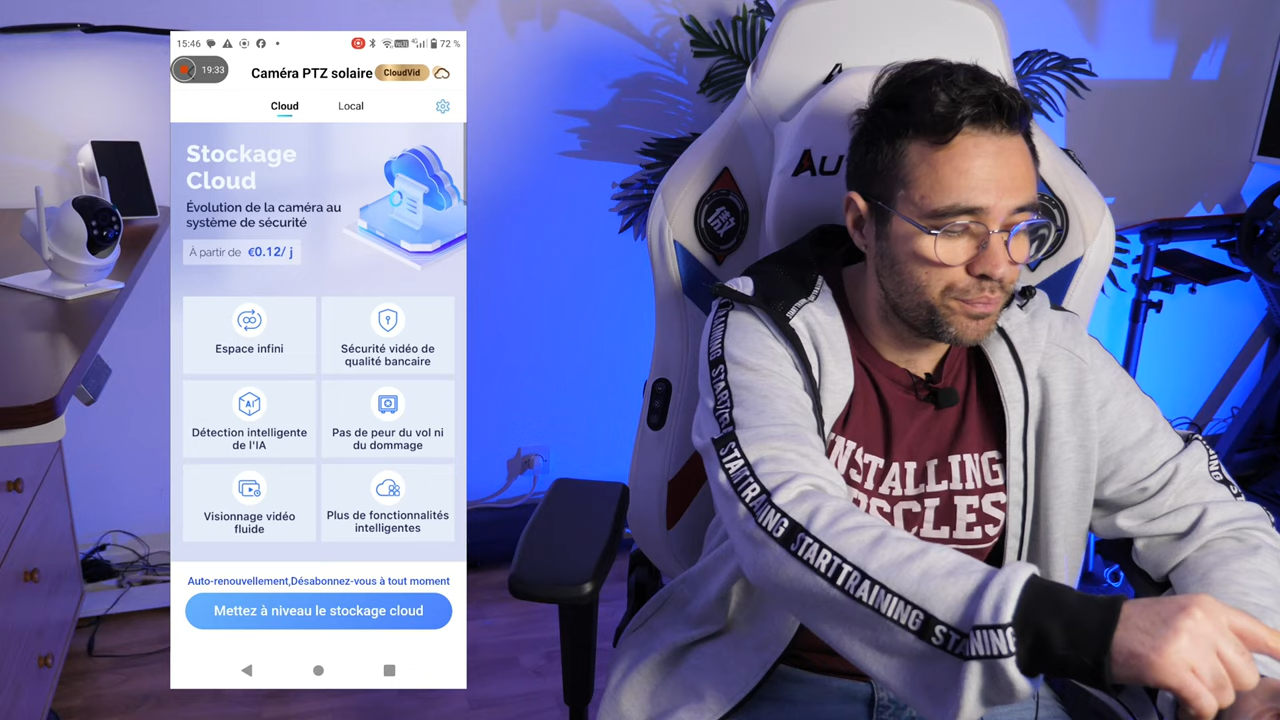 15:46
72 %
19:33
Caméra PTZ solaire
CloudVid
Cloud
Local
Stockage
Cloud
Évolution de la caméra au
système de sécurité
À partir de €0.12/ j
Espace infini
Sécurité vidéo de
qualité bancaire
Détection intelligente
de l'IA
Pas de peur du vol ni
du dommage
Visionnage vidéo
fluide
Plus de fonctionnalités
intelligentes
Auto-renouvellement,Désabonnez-vous à tout moment
Mettez à niveau le stockage cloud
INSTALLING
START TRAINING START TRAINING